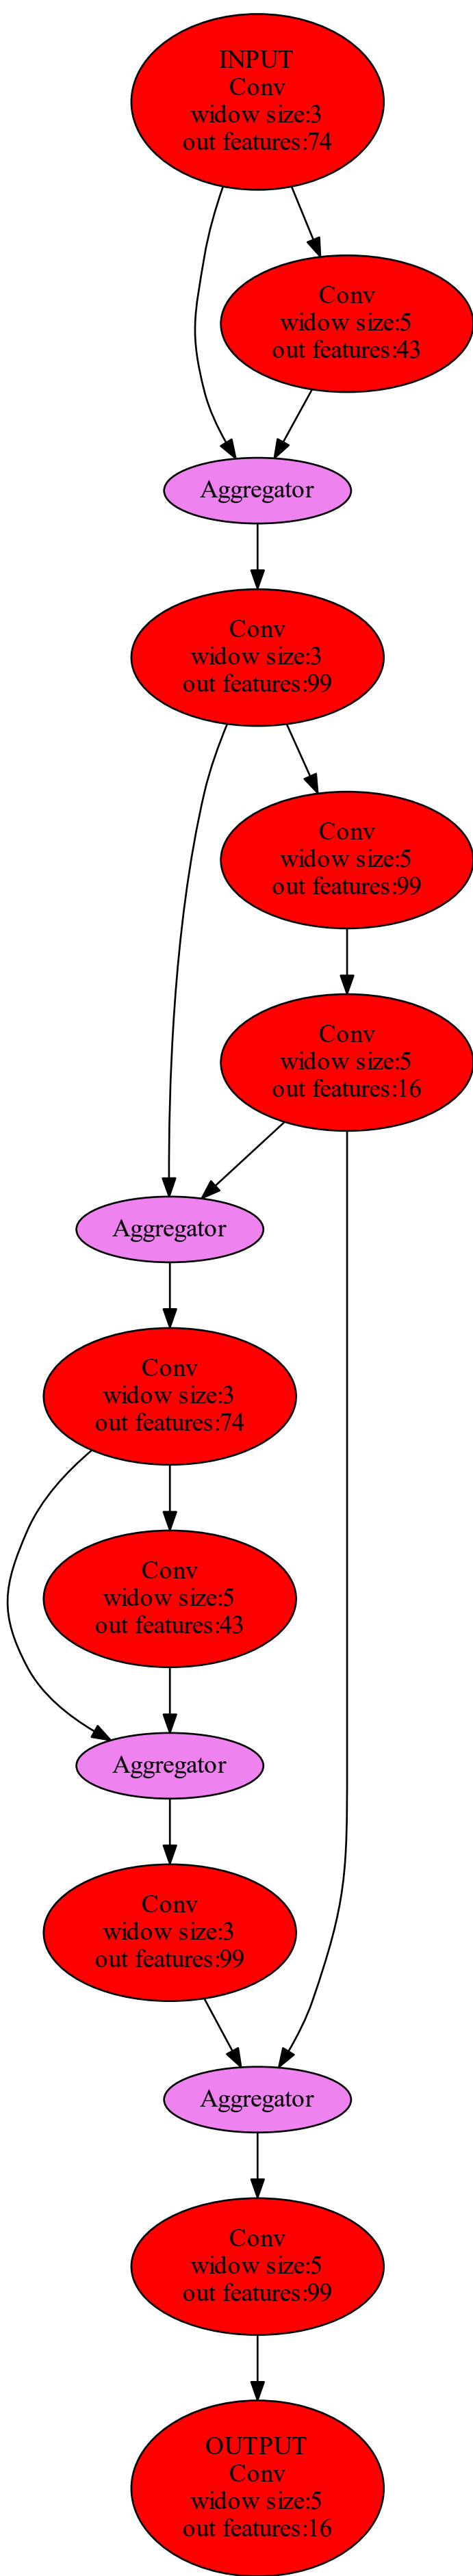 INPUT
Conv
widow size:3
out features:74
Conv
widow size:5
out features:43
Aggregator
Conv
widow size:3
out features:99
Conv
widow size:5
out features:99
Conv
widow size:5
out features:16
Aggregator
Conv
widow size:3
out features:74
Conv
widow size:5
out features:43
Aggregator
Conv
widow size:3
out features:99
Aggregator
Conv
widow size:5
out features:99
OUTPUT
Conv
widow size:5
out features:16